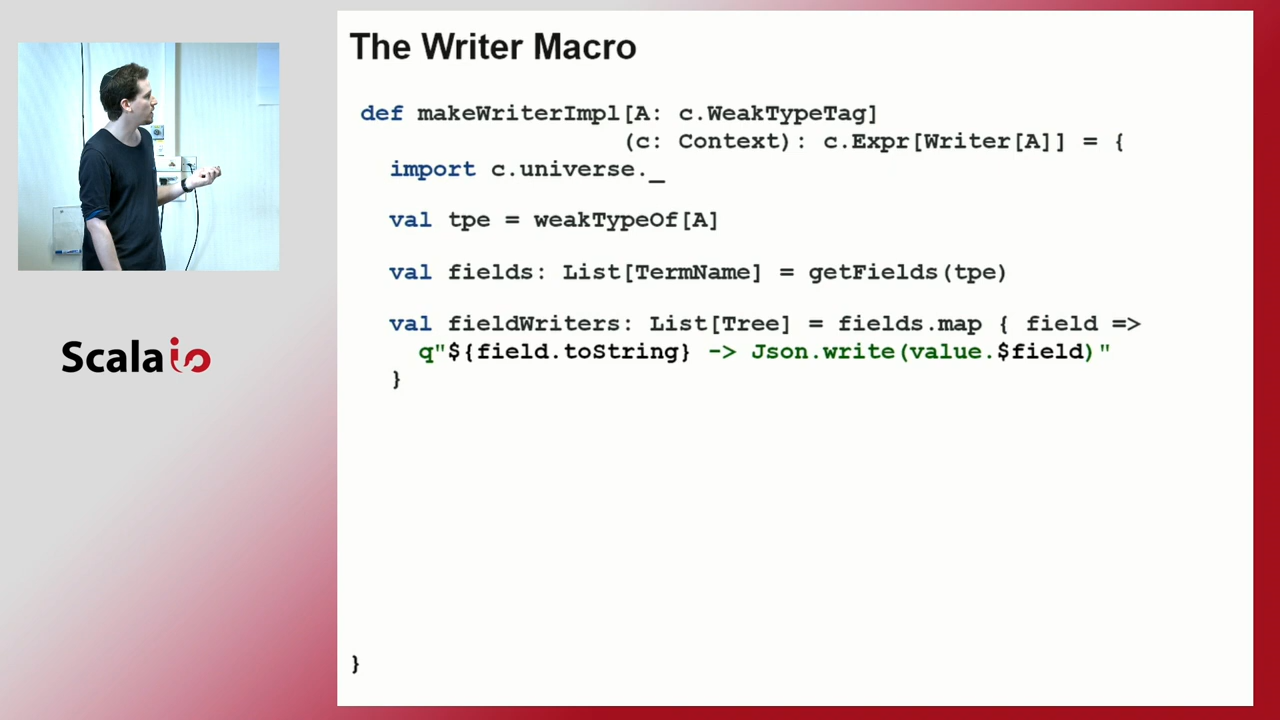 The Writer Macro
def makeWriterImpl[A: c.WeakTypeTag]
(c: Context): c.Expr[Writer[A]] = {
import c.universe._
val tpe = weakTypeOf[A]
val fields: List[TermName] = getFields(tpe)
val fieldWriters: List[Tree] = fields.map { field =>
q"${field.toString} -> Json.write(value.$field)"
}
}
Scala io